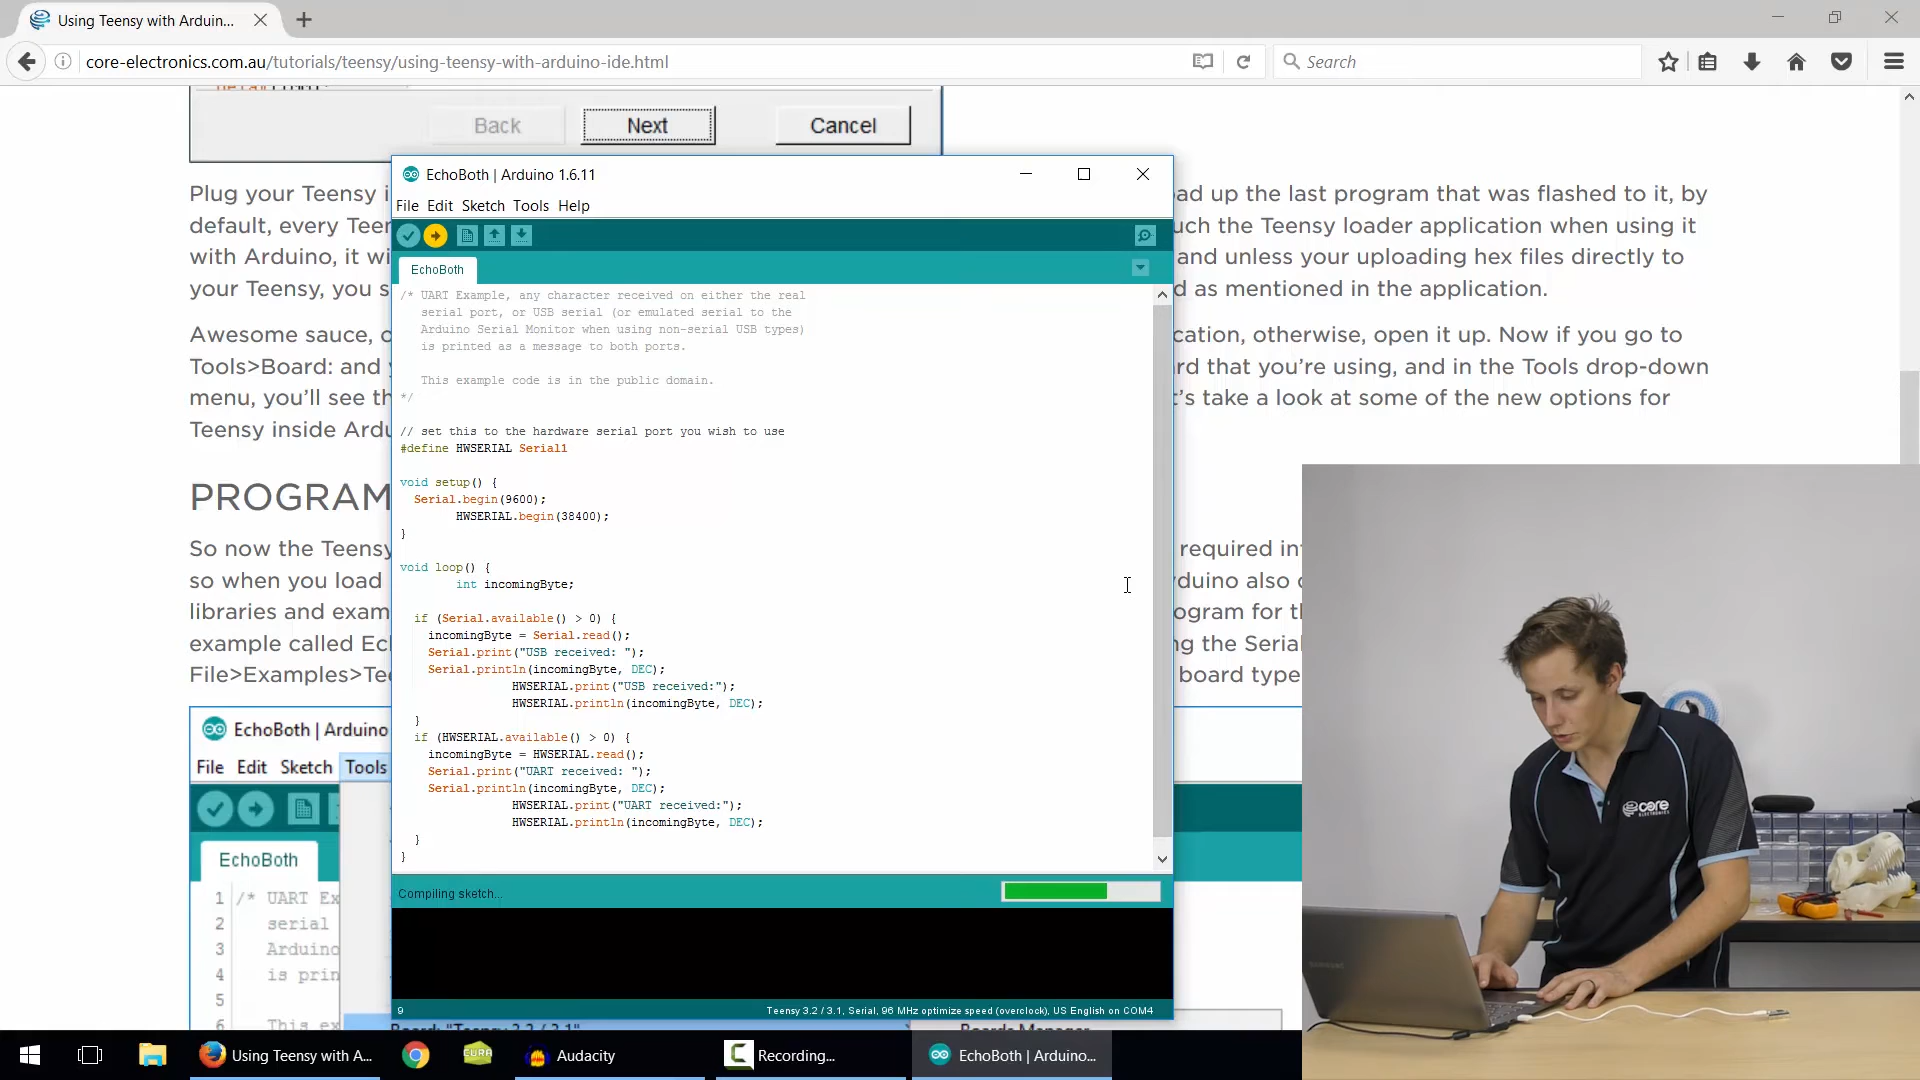 Using Teensy with Arduin...
core-electronics.com.au/tutorials/teensy/using-teensy-with-arduino-ide.html
Search
Back
Next
Cancel
EchoBoth | Arduino 1.6.11
File Edit Sketch Tools Help
EchoBoth
/* UART Example, any character received on either the real
serial port, or USB serial (or emulated serial to the
Arduino Serial Monitor when using non-serial USB types)
is printed as a message to both ports.
This example code is in the public domain.
*/
// set this to the hardware serial port you wish to use
#define HWSERIAL Serial1
void setup() {
Serial.begin(9600);
HWSERIAL.begin(38400);
}
void loop() {
int incomingByte;
if (Serial.available() > 0) {
incomingByte = Serial.read();
Serial.print("USB received: ");
Serial.println(incomingByte, DEC);
HWSERIAL.print("USB received:");
HWSERIAL.println(incomingByte, DEC);
}
if (HWSERIAL.available() > 0) {
incomingByte = HWSERIAL.read();
Serial.print("UART received: ");
Serial.println(incomingByte, DEC);
HWSERIAL.print("UART received:");
HWSERIAL.println(incomingByte, DEC);
}
}
Compiling sketch...
9
Teensy 3.2 / 3.1, Serial, 96 MHz optimize speed (overclock), US English on COM4
Plug your Teensy
ad up the last program that was flashed to it, by
default, every Teen
uch the Teensy loader application when using it
with Arduino, it wi
and unless your uploading hex files directly to
your Teensy, you s
d as mentioned in the application.
Awesome sauce,
cation, otherwise, open it up. Now if you go to
Tools>Board: and
rd that you're using, and in the Tools drop-down
menu, you'll see th
t's take a look at some of the new options for
Teensy inside Ardu
PROGRAM
So now the Teensy
required in
so when you load
duino also
libraries and exam
ogram for th
example called Ec
g the Serial
File>Examples>Tee
board type
EchoBoth | Arduino
File Edit Sketch Tools
EchoBoth
1 /* UART Ex
2 serial
3 Arduino
4 is prin
5
6 This ex
Board: "Teensy 3.2 / 3.1"
Boards Manager
core
ELECTRONICS
CURA
Using Teensy with A...
Audacity
Recording...
EchoBoth | Arduino...